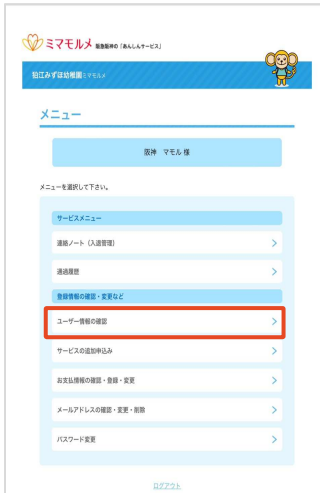 ミマモルメ 阪急阪神の「あんしんサービス」
狛江みずほ幼稚園ミマモルメ
メニュー
阪神 マモル 様
メニューを選択して下さい。
サービスメニュー
連絡ノート（入退管理）
通過履歴
登録情報の確認・変更など
ユーザー情報の確認
サービスの追加申込み
お支払情報の確認・登録・変更
メールアドレスの確認・変更・削除
パスワード変更
ログアウト